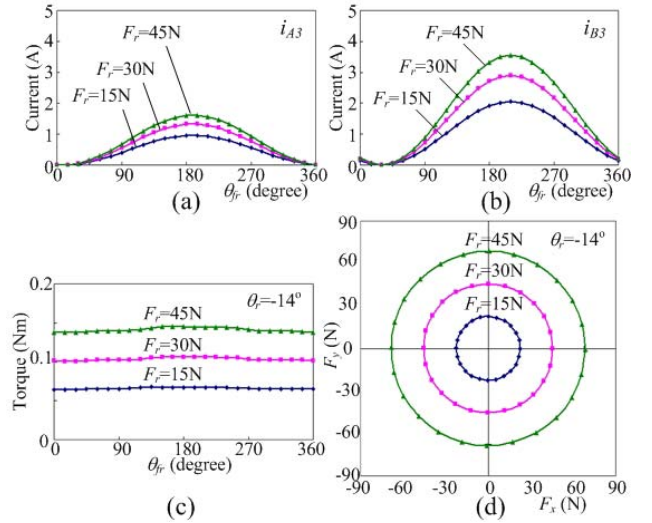 5
4
3
2
1
0
Current (A)
F_r=45N
F_r=30N
F_r=15N
i_A3
0
90
180
270
360
θ_fr (degree)
(a)
5
4
3
2
1
0
Current (A)
F_r=45N
F_r=30N
F_r=15N
i_B3
0
90
180
270
360
θ_fr (degree)
(b)
0.2
0.1
0
Torque (Nm)
F_r=45N
F_r=30N
F_r=15N
θ_r=-14°
0
90
180
270
360
θ_fr (degree)
(c)
90
60
30
0
-30
-60
-90
F_y (N)
F_r=45N
F_r=30N
F_r=15N
θ_r=-14°
-90
-60
-30
0
30
60
90
F_x (N)
(d)